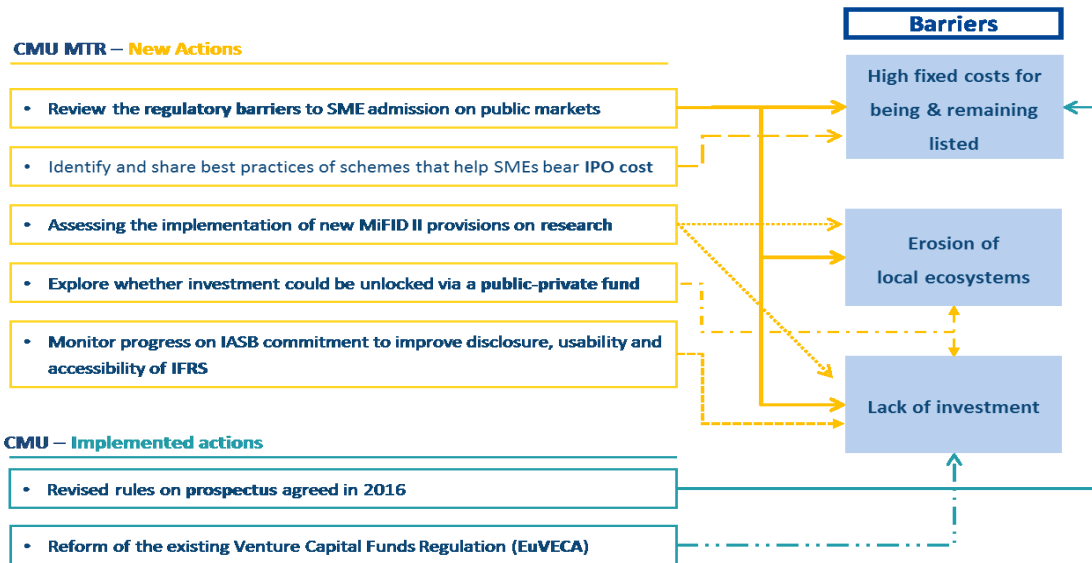 Barriers
CMU MTR – New Actions
• Review the regulatory barriers to SME admission on public markets
• Identify and share best practices of schemes that help SMEs bear IPO cost
• Assessing the implementation of new MiFID II provisions on research
• Explore whether investment could be unlocked via a public-private fund
• Monitor progress on IASB commitment to improve disclosure, usability and
accessibility of IFRS
High fixed costs for
being & remaining
listed
Erosion of
local ecosystems
Lack of investment
CMU – Implemented actions
• Revised rules on prospectus agreed in 2016
• Reform of the existing Venture Capital Funds Regulation (EuVECA)